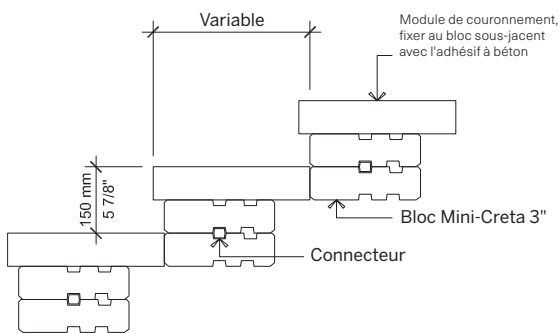 Variable
Module de couronnement,
fixer au bloc sous-jacent
avec l'adhésif à béton
150 mm
5 7/8"
Bloc Mini-Creta 3"
Connecteur